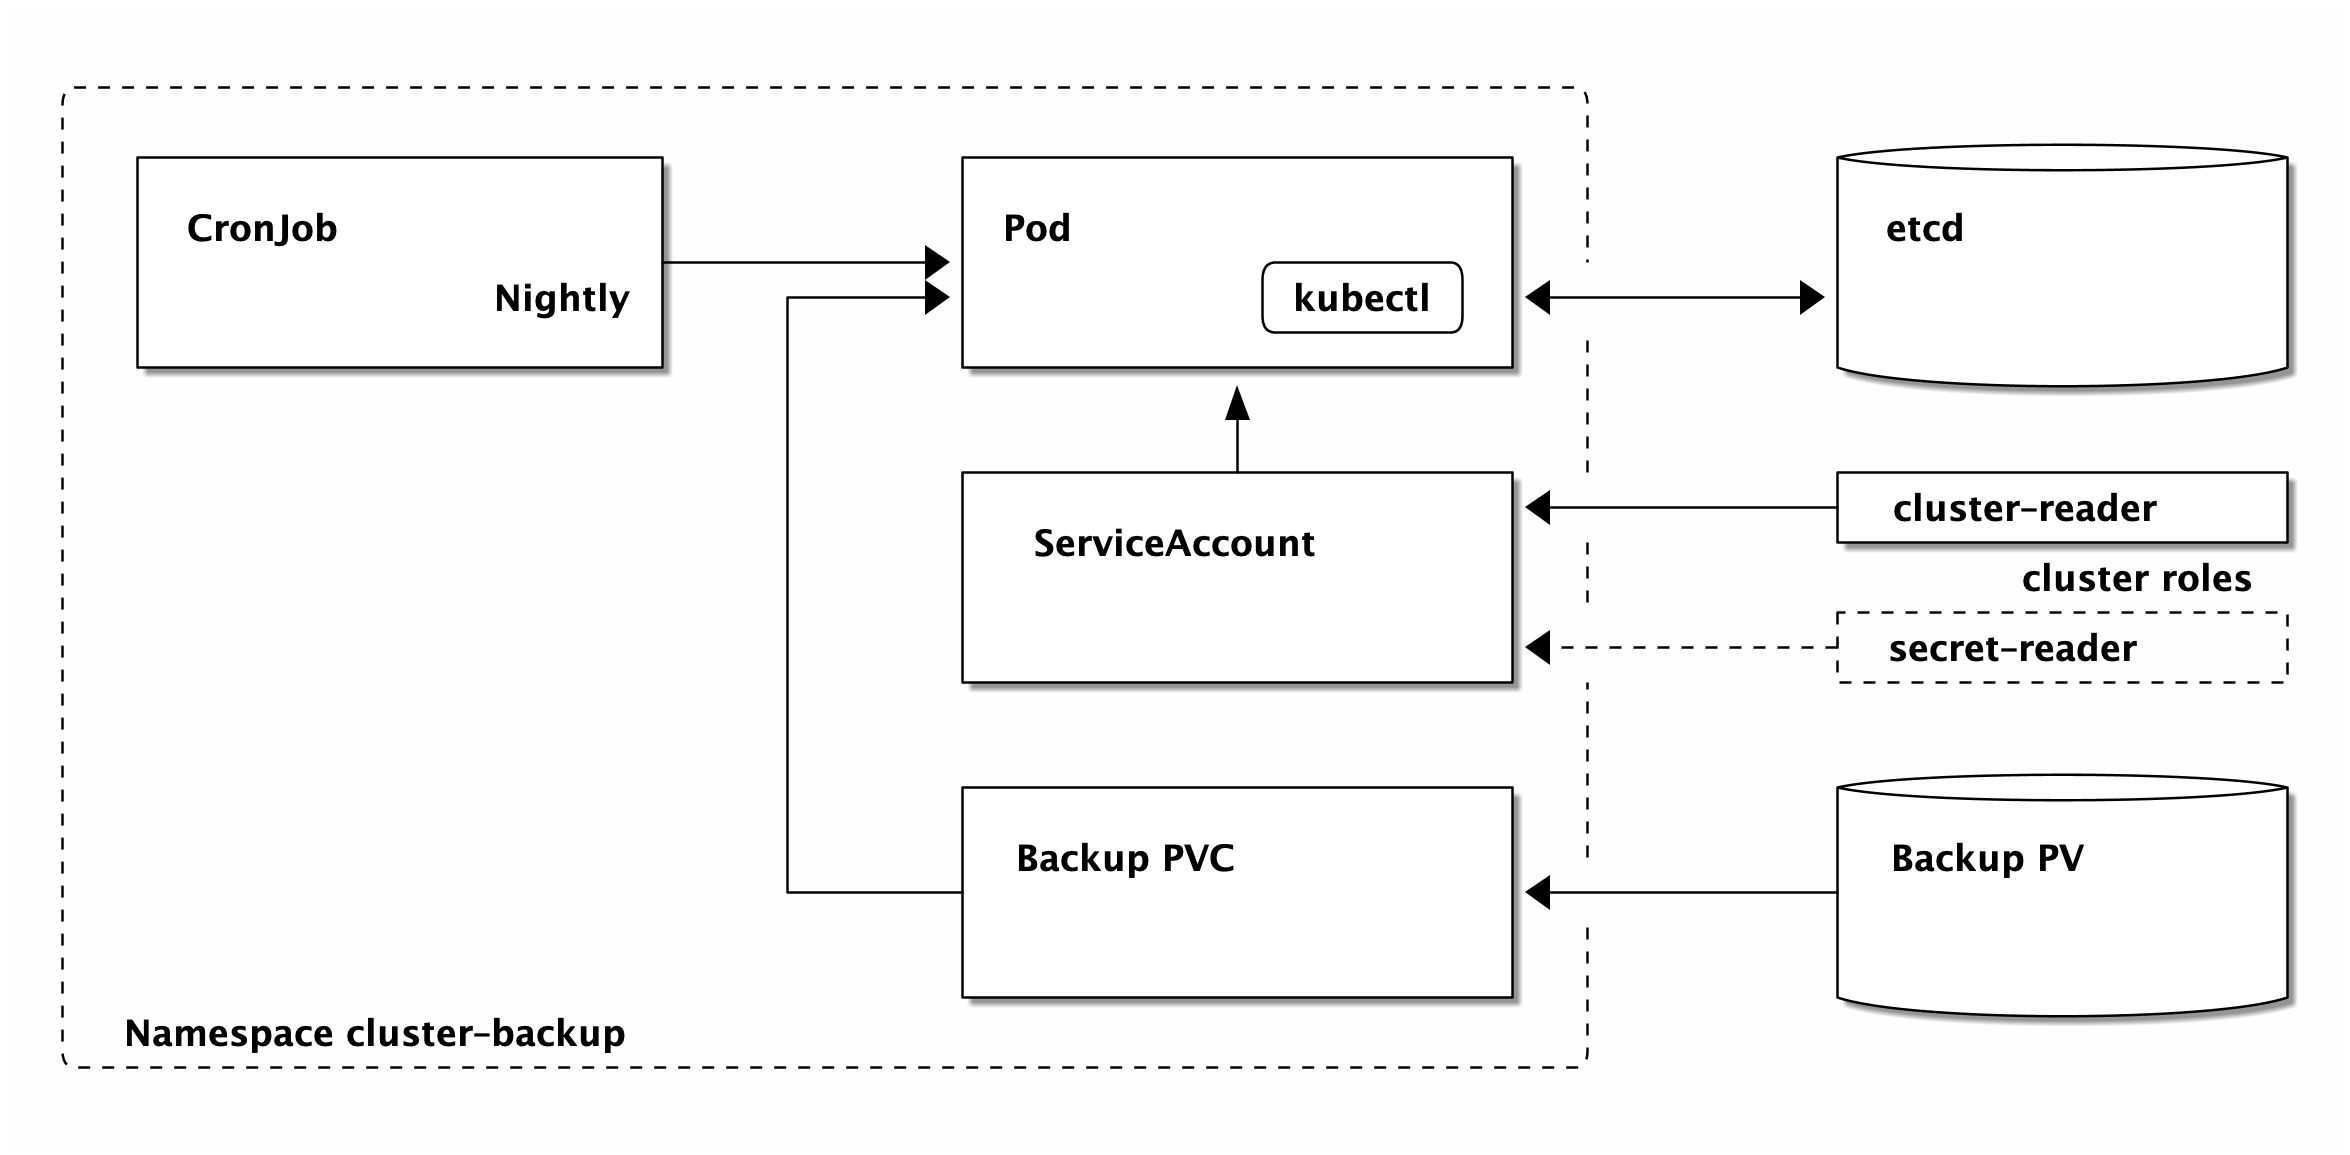 CronJob
Nightly
Pod
kubectl
etcd
ServiceAccount
cluster-reader
cluster roles
secret-reader
Backup PVC
Backup PV
Namespace cluster-backup